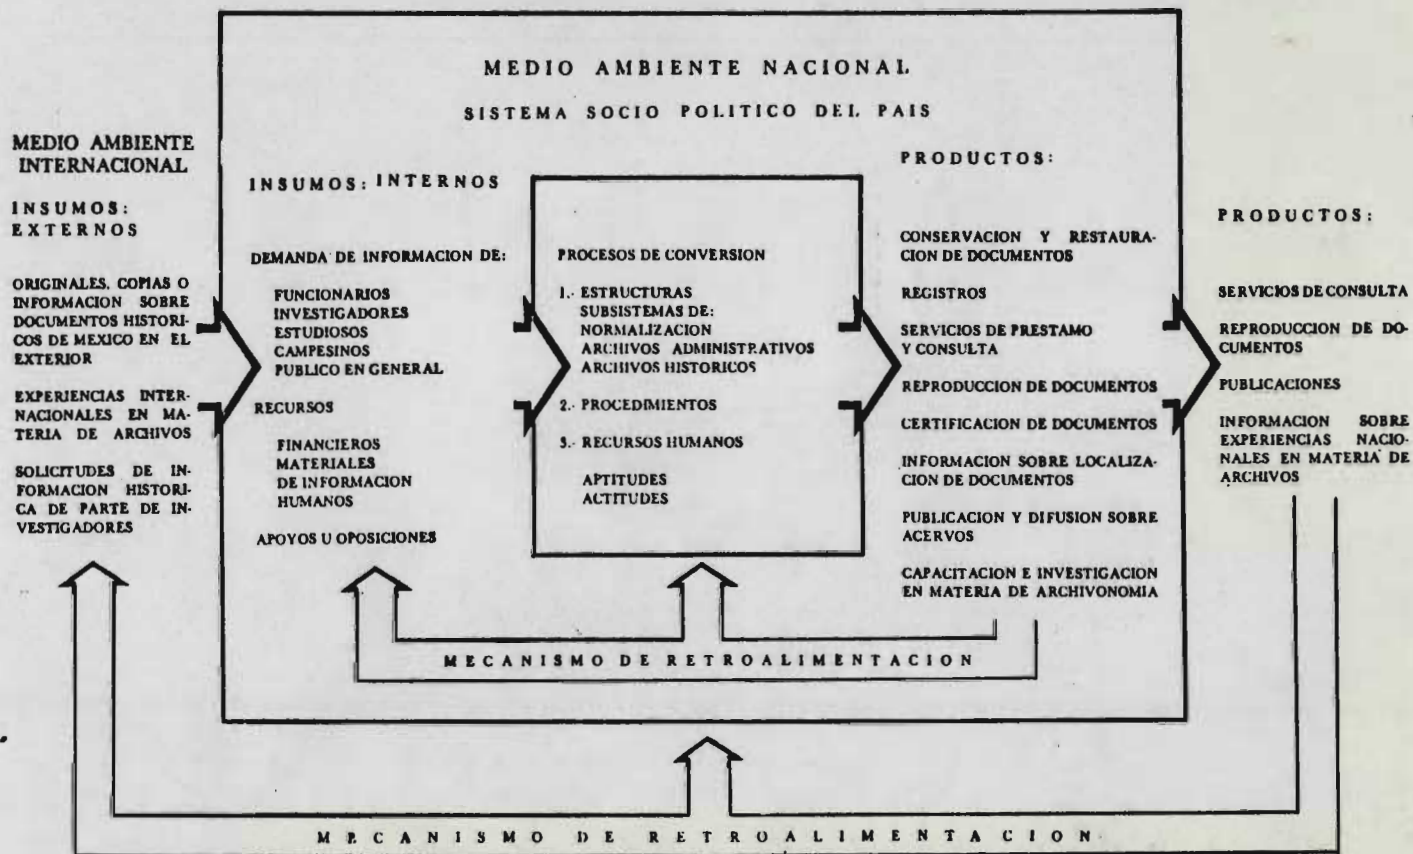 MEDIO AMBIENTE NACIONAL
SISTEMA SOCIO POLITICO DEL PAIS
MEDIO AMBIENTE
INTERNACIONAL
INSUMOS:
EXTERNOS
ORIGINALES, COPIAS O
INFORMACION SOBRE
DOCUMENTOS HISTORI-
COS DE MEXICO EN EL
EXTERIOR
EXPERIENCIAS INTER-
NACIONALES EN MA-
TERIA DE ARCHIVOS
SOLICITUDES DE IN-
FORMACION HISTORI-
CA DE PARTE DE IN-
VESTIGADORES
INSUMOS: INTERNOS
DEMANDA DE INFORMACION DE:
FUNCIONARIOS
INVESTIGADORES
ESTUDIOSOS
CAMPESINOS
PUBLICO EN GENERAL
RECURSOS
FINANCIEROS
MATERIALES
DE INFORMACION
HUMANOS
APOYOS U OPOSICIONES
PROCESOS DE CONVERSION
1.- ESTRUCTURAS
SUBSISTEMAS DE:
NORMALIZACION
ARCHIVOS ADMINISTRATIVOS
ARCHIVOS HISTORICOS
2.- PROCEDIMIENTOS
3.- RECURSOS HUMANOS
APTITUDES
ACTITUDES
PRODUCTOS:
CONSERVACION Y RESTAURA-
CION DE DOCUMENTOS
REGISTROS
SERVICIOS DE PRESTAMO
Y CONSULTA
REPRODUCCION DE DOCUMENTOS
CERTIFICACION DE DOCUMENTOS
INFORMACION SOBRE LOCALIZA-
CION DE DOCUMENTOS
PUBLICACION Y DIFUSION SOBRE
ACERVOS
CAPACITACION E INVESTIGACION
EN MATERIA DE ARCHIVONOMIA
PRODUCTOS:
SERVICIOS DE CONSULTA
REPRODUCCION DE DO-
CUMENTOS
PUBLICACIONES
INFORMACION SOBRE
EXPERIENCIAS NACIO-
NALES EN MATERIA DE
ARCHIVOS
MECANISMO DE RETROALIMENTACION
MECANISMO DE RETROALIMENTACION